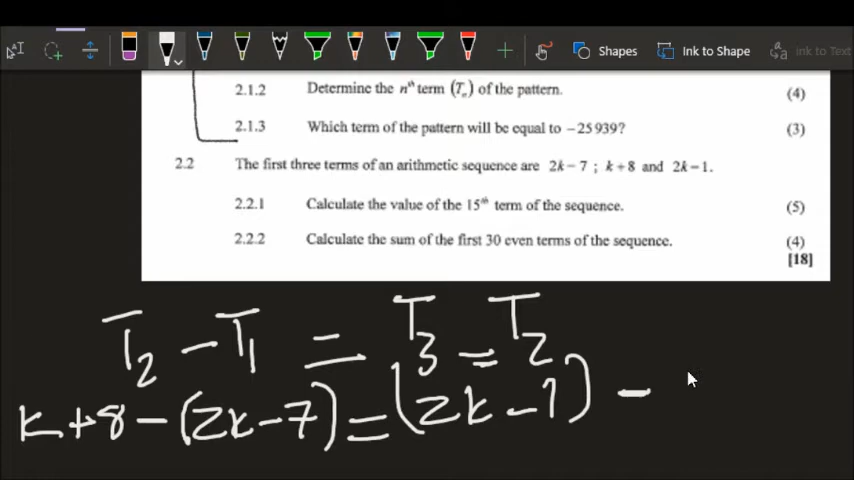 Shapes Ink to Shape ink to Text
2.1.2 Determine the nᵗʰ term (Tₙ) of the pattern. (4)
2.1.3 Which term of the pattern will be equal to −25 939? (3)
2.2 The first three terms of an arithmetic sequence are 2k−7 ; k+8 and 2k−1.
2.2.1 Calculate the value of the 15ᵗʰ term of the sequence. (5)
2.2.2 Calculate the sum of the first 30 even terms of the sequence. (4)
[18]
T₂ − T₁ = T₃ = T₂
k+8−(2k−7)=(2k−1) −